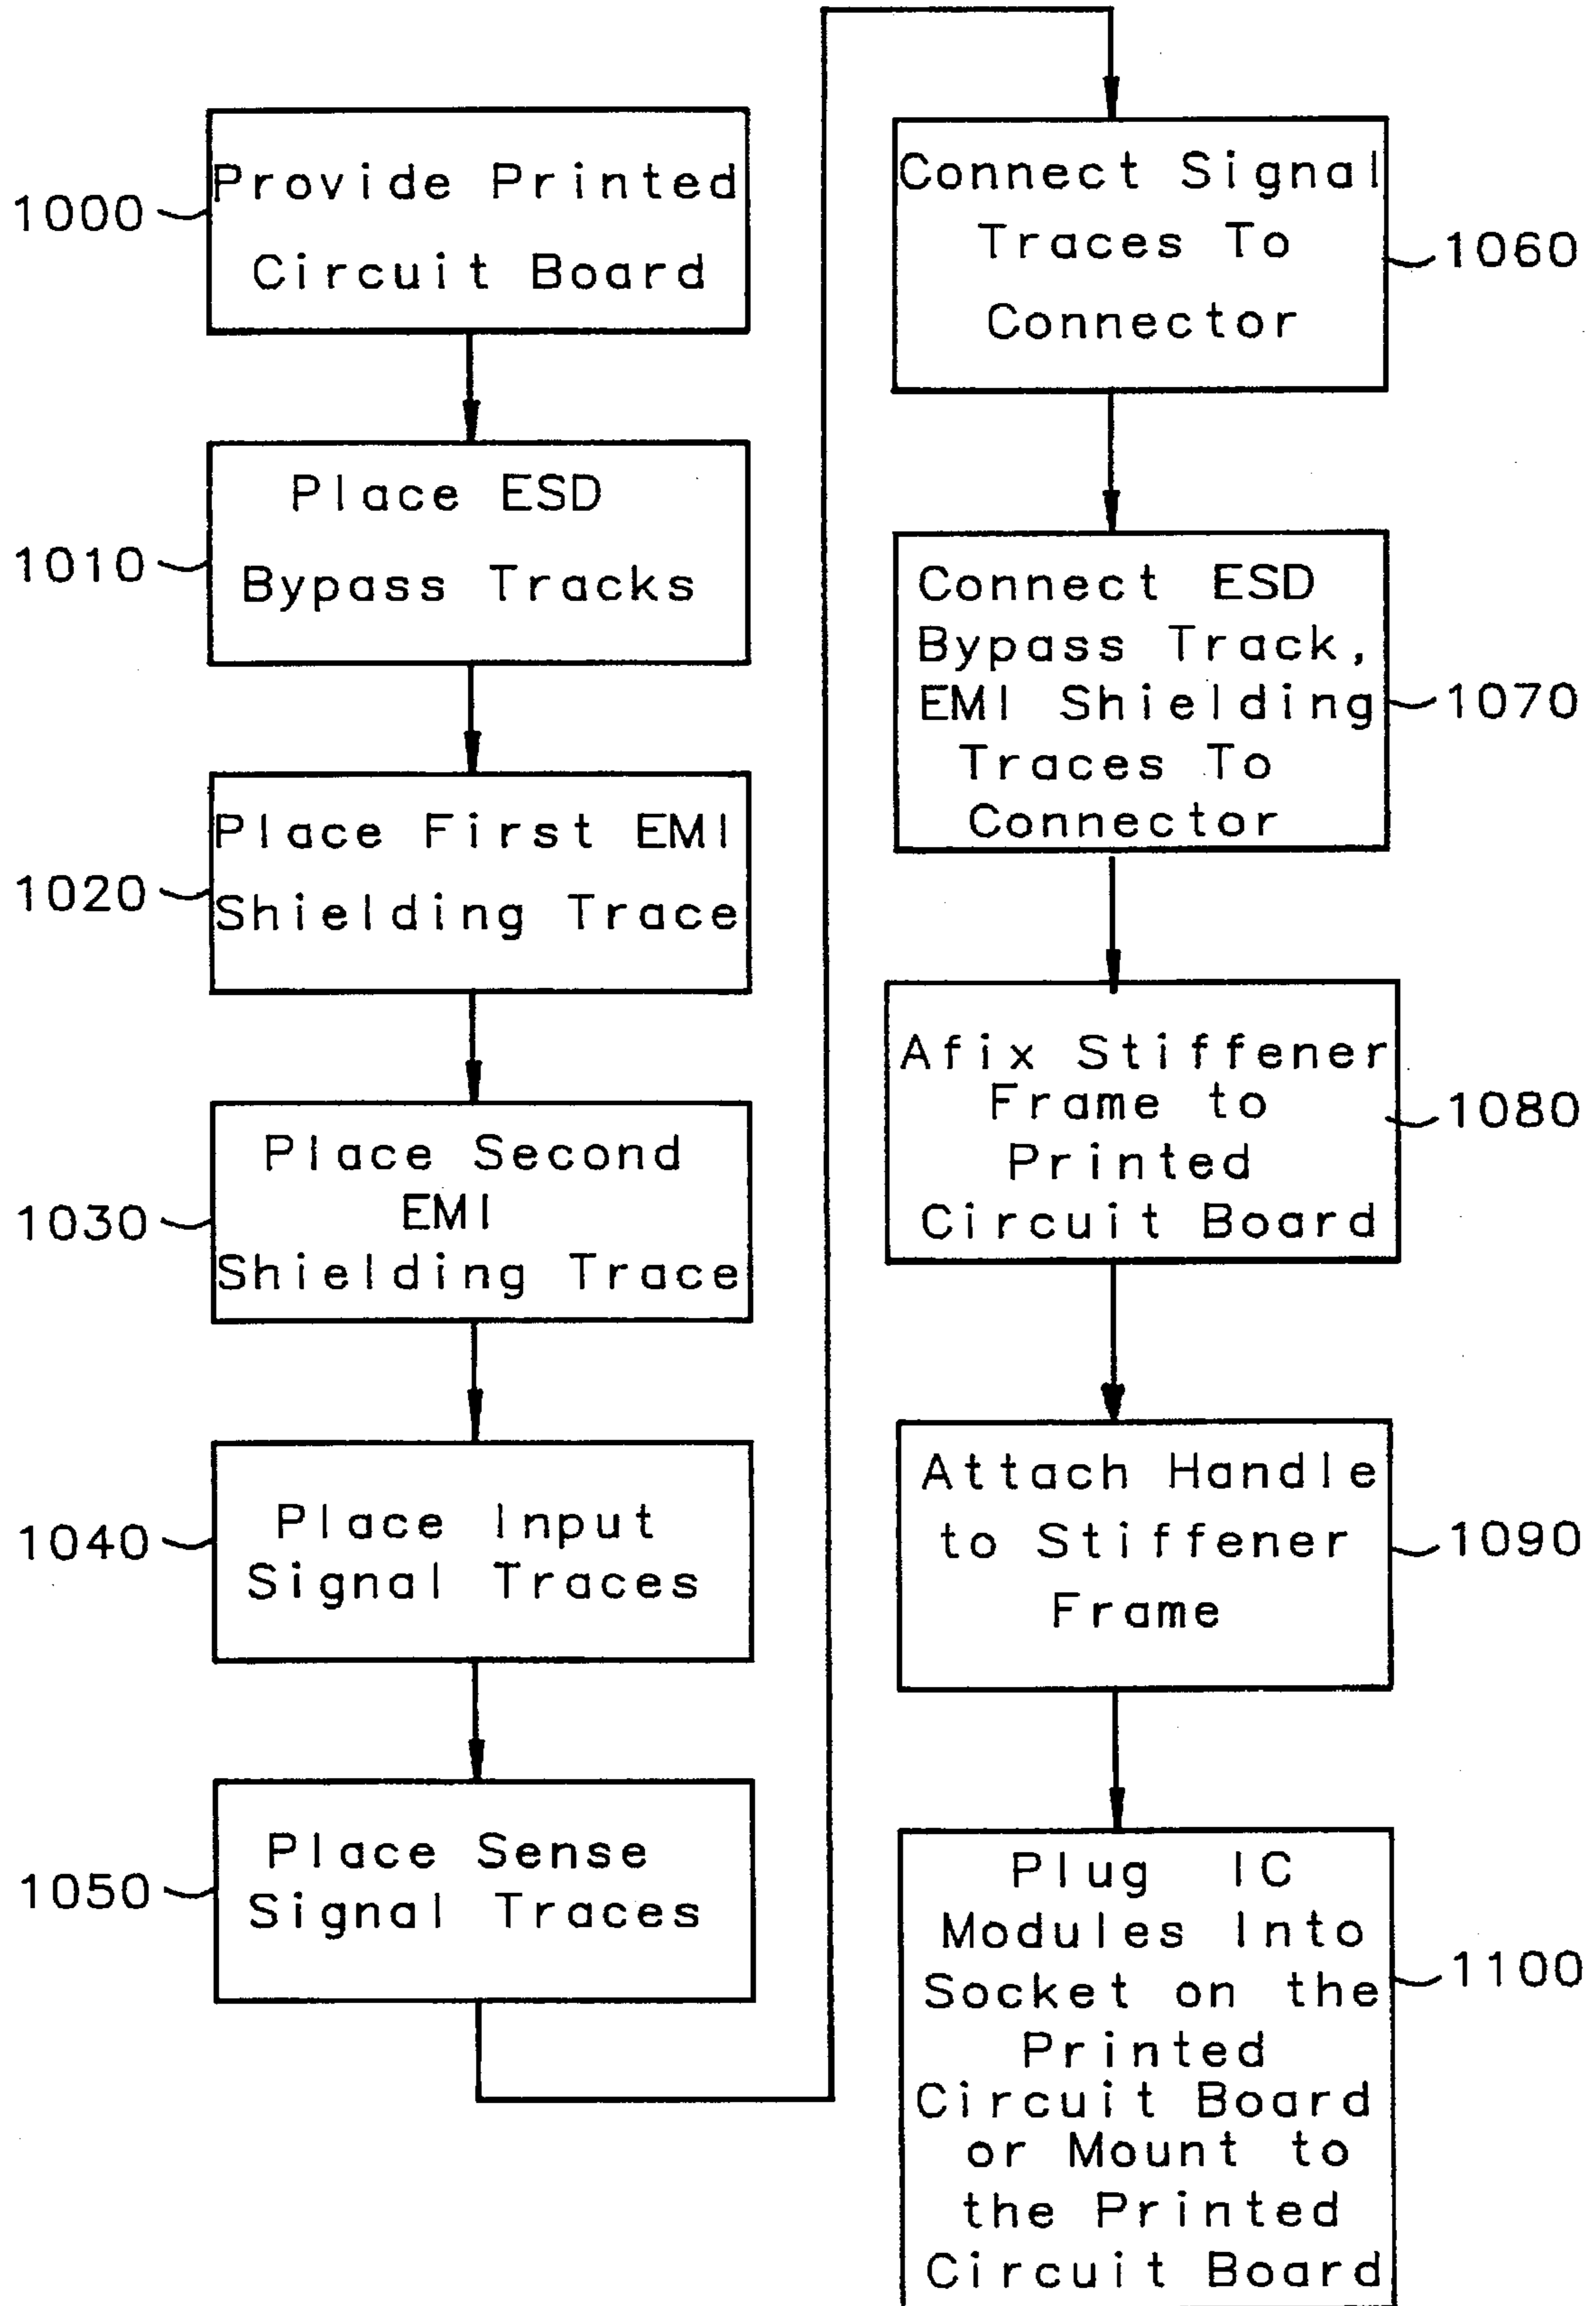 1000
Provide Printed
Circuit Board
1010
Place ESD
Bypass Tracks
1020
Place First EMI
Shielding Trace
1030
Place Second
EMI
Shielding Trace
1040
Place Input
Signal Traces
1050
Place Sense
Signal Traces
Connect Signal
Traces To
Connector
1060
Connect ESD
Bypass Track,
EMI Shielding
Traces To
Connector
1070
Afix Stiffener
Frame to
Printed
Circuit Board
1080
Attach Handle
to Stiffener
Frame
1090
Plug IC
Modules Into
Socket on the
Printed
Circuit Board
or Mount to
the Printed
Circuit Board
1100